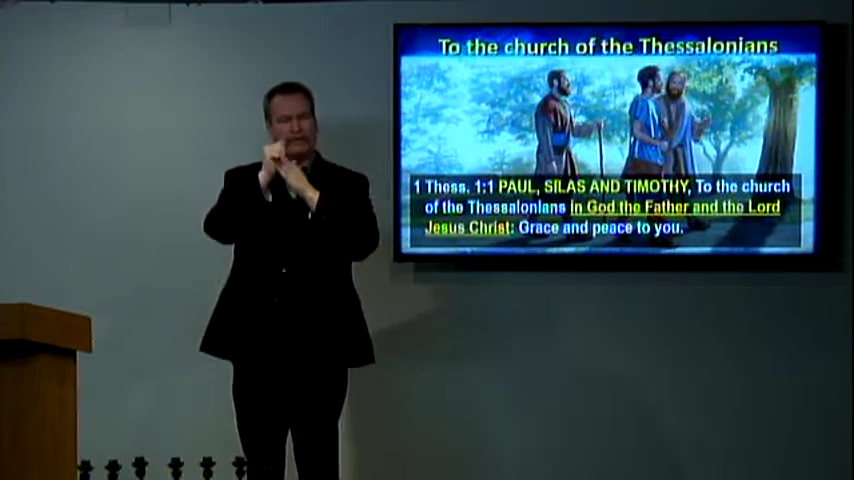 To the church of the Thessalonians
1 Thess. 1:1 PAUL, SILAS AND TIMOTHY, To the church
of the Thessalonians in God the Father and the Lord
Jesus Christ: Grace and peace to you.